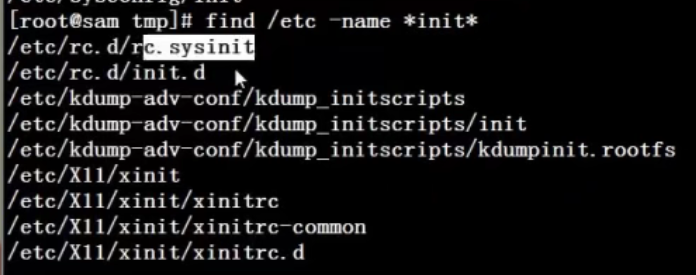 /etc/sysconfig/init
[root@sam tmp]# find /etc -name *init*
/etc/rc.d/rc.sysinit
/etc/rc.d/init.d
/etc/kdump-adv-conf/kdump_initscripts
/etc/kdump-adv-conf/kdump_initscripts/init
/etc/kdump-adv-conf/kdump_initscripts/kdumpinit.rootfs
/etc/X11/xinit
/etc/X11/xinit/xinitrc
/etc/X11/xinit/xinitrc-common
/etc/X11/xinit/xinitrc.d